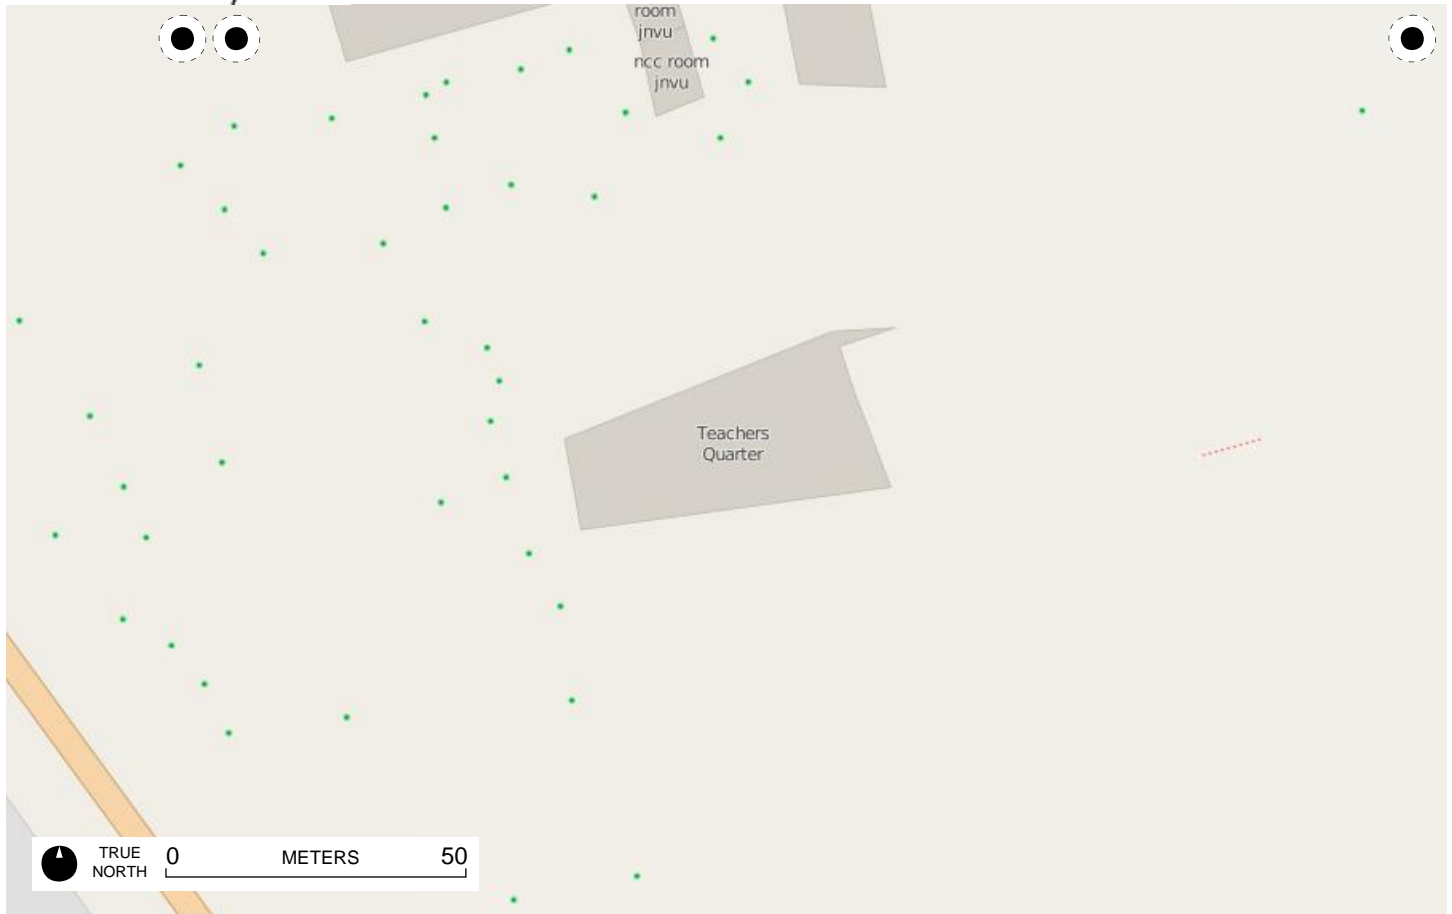 room
jnvu
ncc room
jnvu
Teachers
Quarter
TRUE
NORTH
0 METERS 50